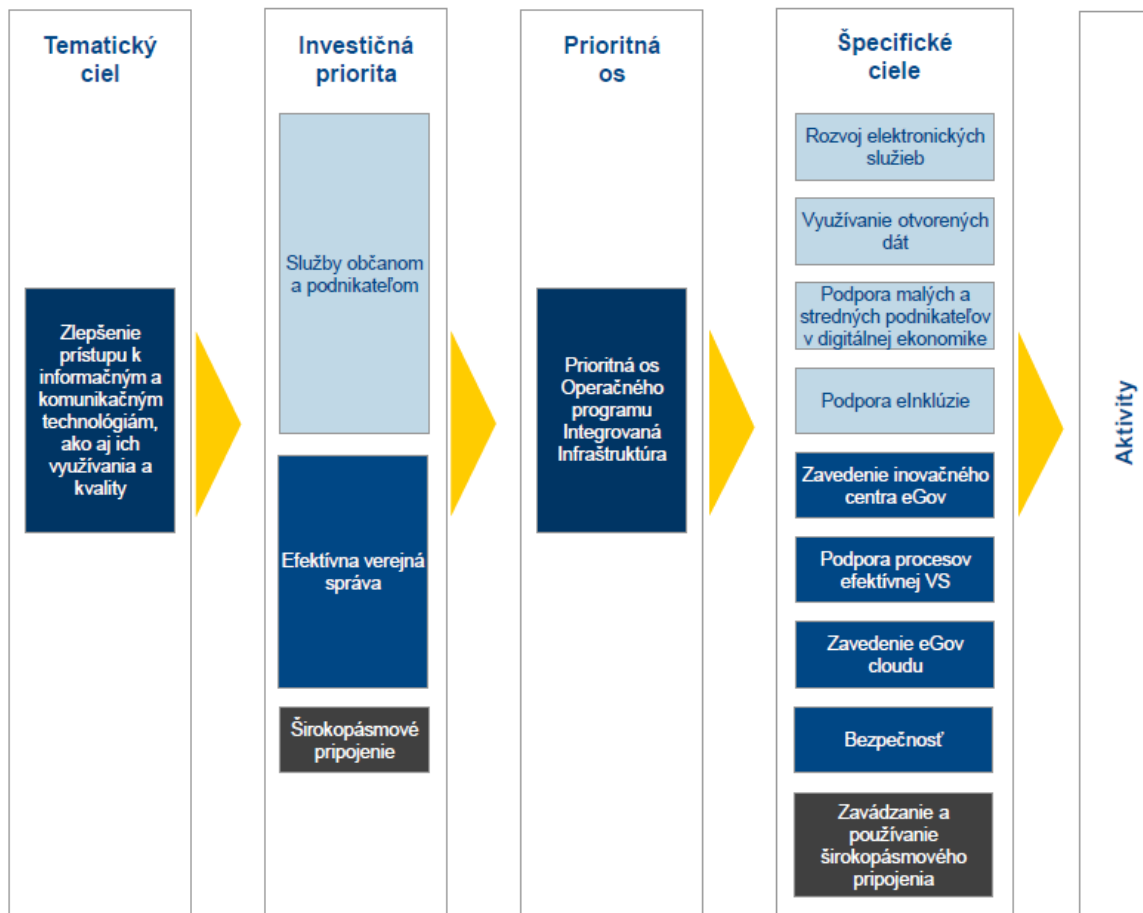 Tematický
cieľ
Zlepšenie
prístupu k
informačným a
komunikačným
technológiám,
ako aj ich
využívania a
kvality
Investičná
priorita
Služby občanom
a podnikateľom
Efektívna verejná
správa
Širokopásmové
pripojenie
Prioritná
os
Prioritná os
Operačného
programu
Integrovaná
Infraštruktúra
Špecifické
ciele
Rozvoj elektronických
služieb
Využívanie otvorených
dát
Podpora malých a
stredných podnikateľov
v digitálnej ekonomike
Podpora eInklúzie
Zavedenie inovačného
centra eGov
Podpora procesov
efektívnej VS
Zavedenie eGov
cloudu
Bezpečnosť
Zavádzanie a
používanie
širokopásmového
pripojenia
Aktivity